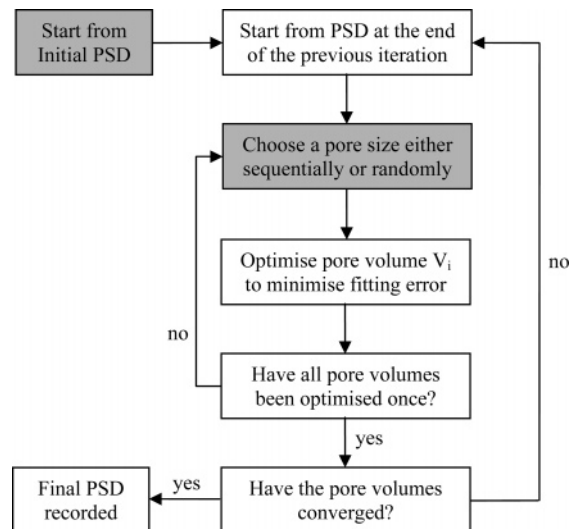 Start from
Initial PSD
Start from PSD at the end
of the previous iteration
Choose a pore size either
sequentially or randomly
Optimise pore volume Vᵢ
to minimise fitting error
no
no
Have all pore volumes
been optimised once?
yes
Final PSD
recorded
yes
Have the pore volumes
converged?